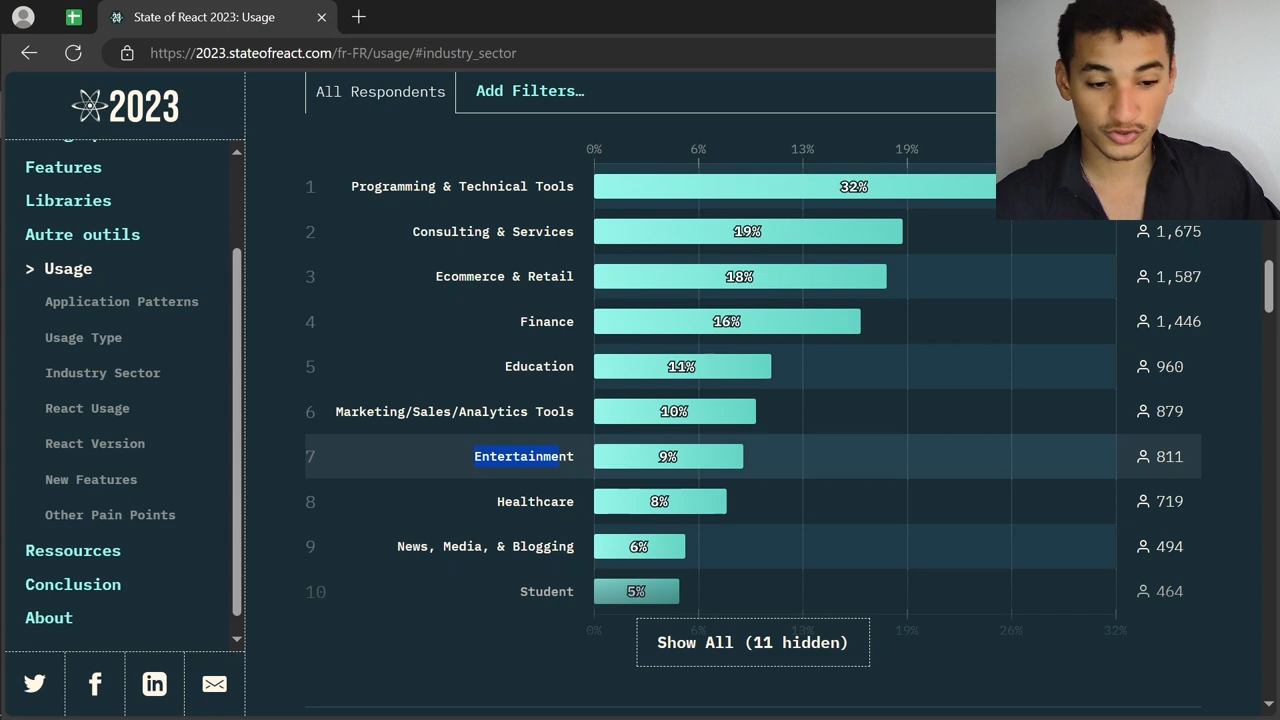 State of React 2023: Usage
https://2023.stateofreact.com/fr-FR/usage/#industry_sector
2023
Features
Libraries
Autre outils
> Usage
Application Patterns
Usage Type
Industry Sector
React Usage
React Version
New Features
Other Pain Points
Ressources
Conclusion
About
All Respondents
Add Filters…
0% 6% 13% 19%
1 Programming & Technical Tools 32%
2 Consulting & Services 19% 1,675
3 Ecommerce & Retail 18% 1,587
4 Finance 16% 1,446
5 Education 11% 960
6 Marketing/Sales/Analytics Tools 10% 879
7 Entertainment 9% 811
8 Healthcare 8% 719
9 News, Media, & Blogging 6% 494
10 Student 5% 464
0% 6% 13% 19% 26% 32%
Show All (11 hidden)